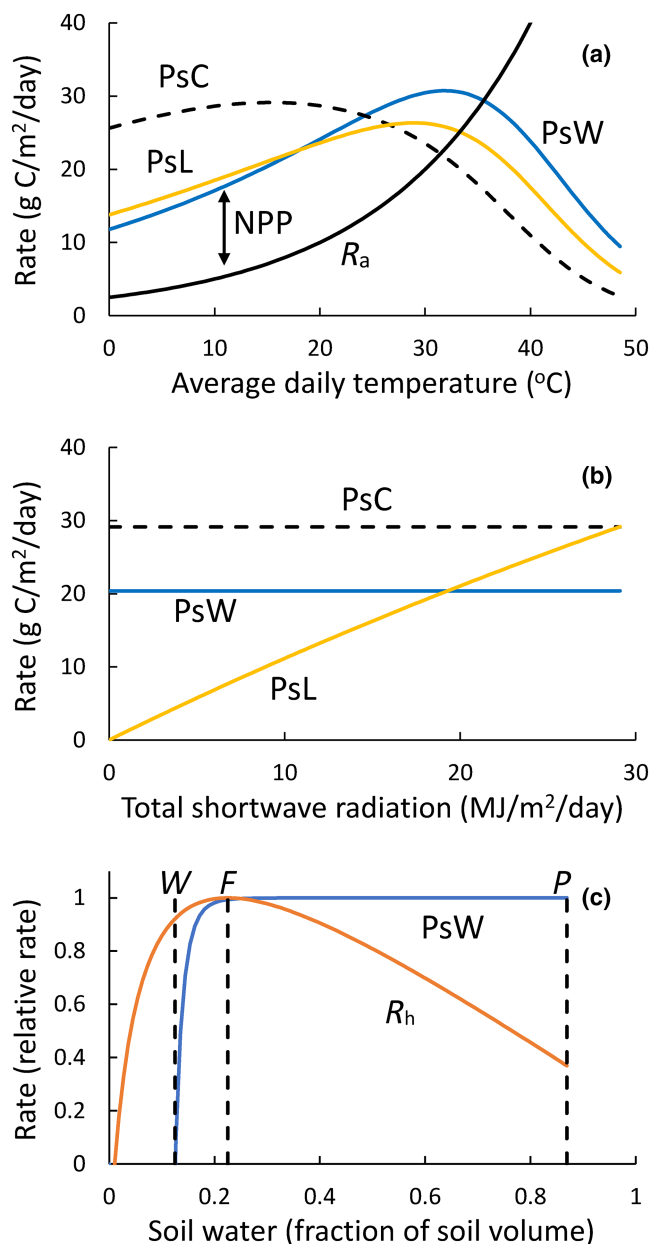 (a)
PsC
PsW
PsL
NPP
Ra
Rate (g C/m²/day)
40
30
20
10
0
0 10 20 30 40 50
Average daily temperature (°C)
(b)
PsC
PsW
PsL
Rate (g C/m²/day)
40
30
20
10
0
0 10 20 30
Total shortwave radiation (MJ/m²/day)
W F P (c)
PsW
Rh
Rate (relative rate)
1
0.8
0.6
0.4
0.2
0
0 0.2 0.4 0.6 0.8 1
Soil water (fraction of soil volume)